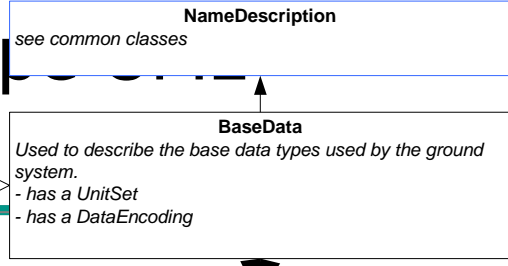 NameDescription
see common classes
BaseData
Used to describe the base data types used by the ground
system.
- has a UnitSet
- has a DataEncoding